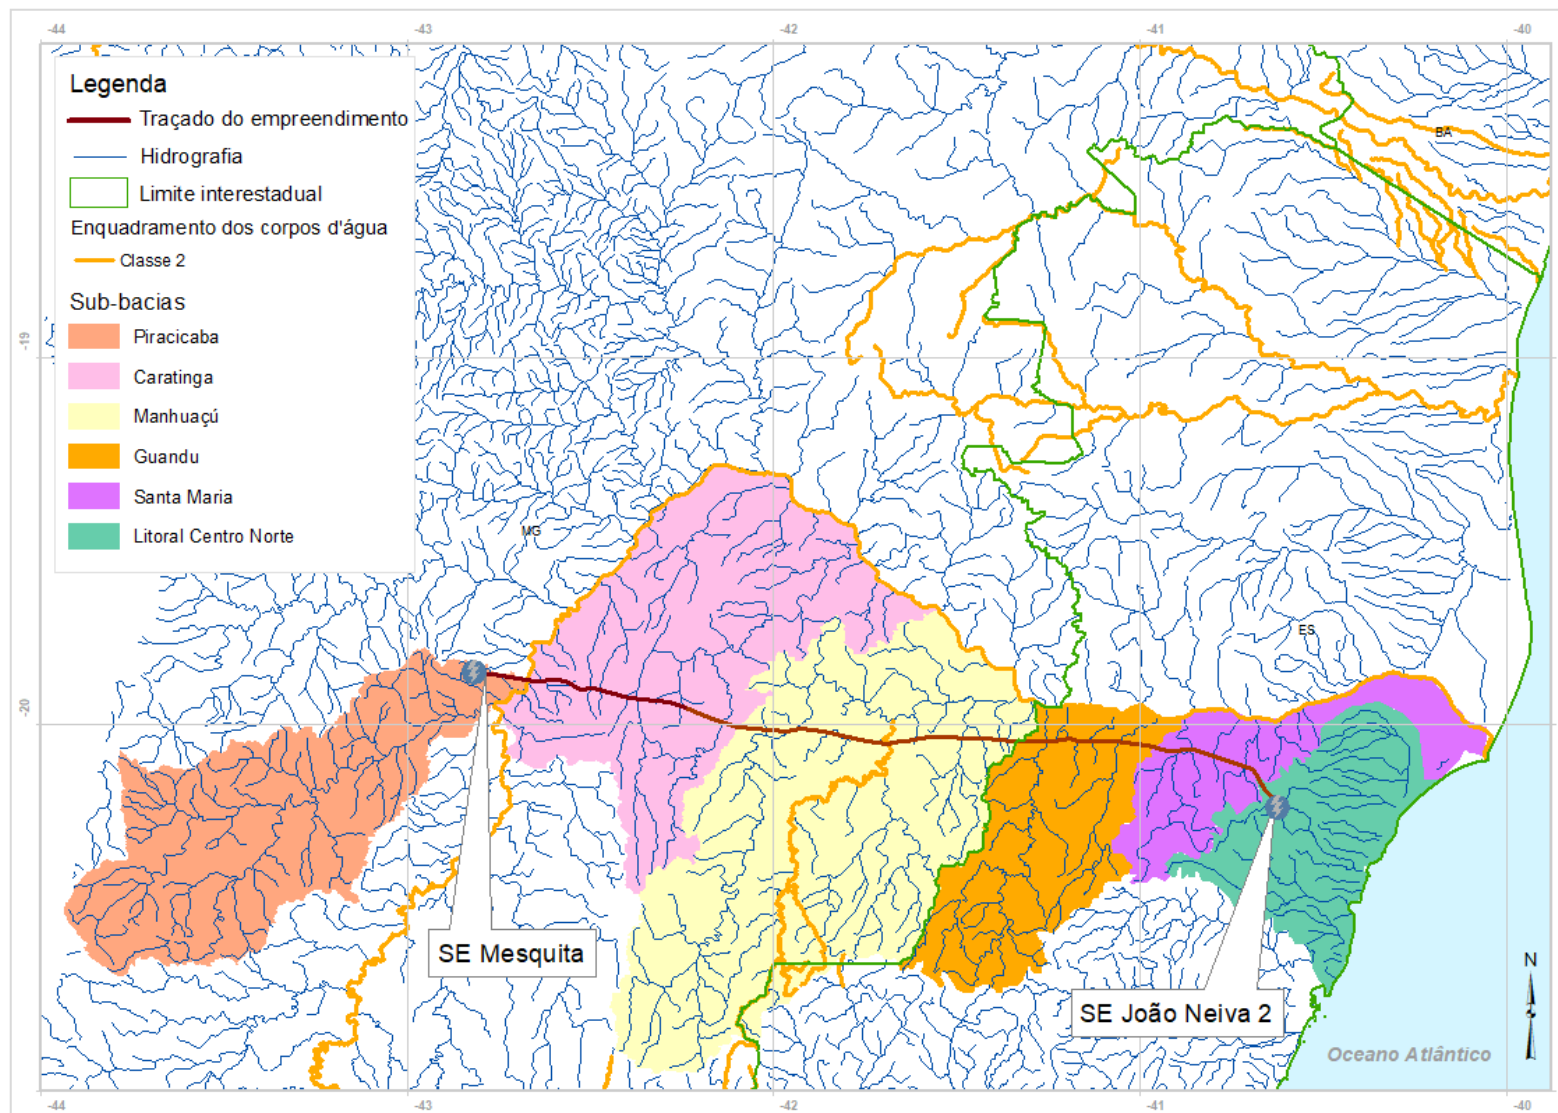 -44
-43
-42
-41
-40
Legenda
Traçado do empreendimento
Hidrografia
Limite interestadual
Enquadramento dos corpos d'água
Classe 2
Sub-bacias
Piracicaba
Caratinga
Manhuaçú
Guandu
Santa Maria
Litoral Centro Norte
BA
-19
MG
ES
-20
SE Mesquita
SE João Neiva 2
N
Oceano Atlântico
-44
-43
-42
-41
-40